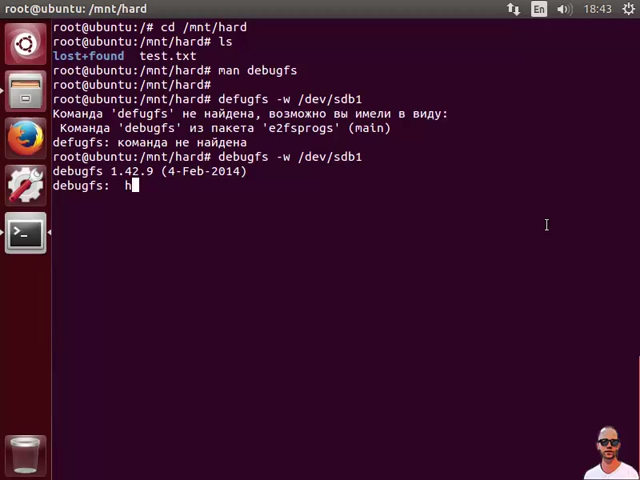 root@ubuntu: /mnt/hard
En
18:43
root@ubuntu:/# cd /mnt/hard
root@ubuntu:/mnt/hard# ls
lost+found  test.txt
root@ubuntu:/mnt/hard# man debugfs
root@ubuntu:/mnt/hard#
root@ubuntu:/mnt/hard# defugfs -w /dev/sdb1
Команда 'defugfs' не найдена, возможно вы имели в виду:
 Команда 'debugfs' из пакета 'e2fsprogs' (main)
defugfs: команда не найдена
root@ubuntu:/mnt/hard# debugfs -w /dev/sdb1
debugfs 1.42.9 (4-Feb-2014)
debugfs:  h